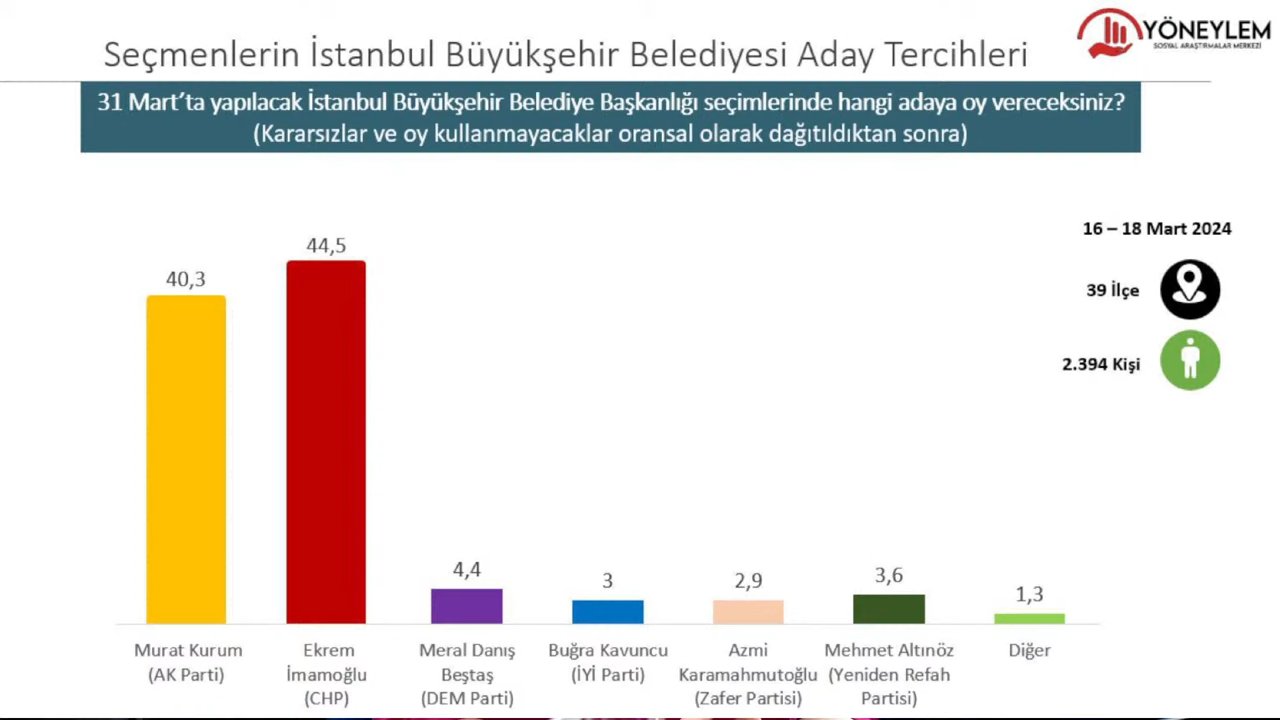 Seçmenlerin İstanbul Büyükşehir Belediyesi Aday Tercihleri
YÖNEYLEM
SOSYAL ARAŞTIRMALAR MERKEZİ
31 Mart’ta yapılacak İstanbul Büyükşehir Belediye Başkanlığı seçimlerinde hangi adaya oy vereceksiniz?
(Kararsızlar ve oy kullanmayacaklar oransal olarak dağıtıldıktan sonra)
16 – 18 Mart 2024
39 İlçe
2.394 Kişi
40,3
44,5
4,4
3
2,9
3,6
1,3
Murat Kurum
(AK Parti)
Ekrem
İmamoğlu
(CHP)
Meral Danış
Beştaş
(DEM Parti)
Buğra Kavuncu
(İYİ Parti)
Azmi
Karamahmutoğlu
(Zafer Partisi)
Mehmet Altınöz
(Yeniden Refah
Partisi)
Diğer